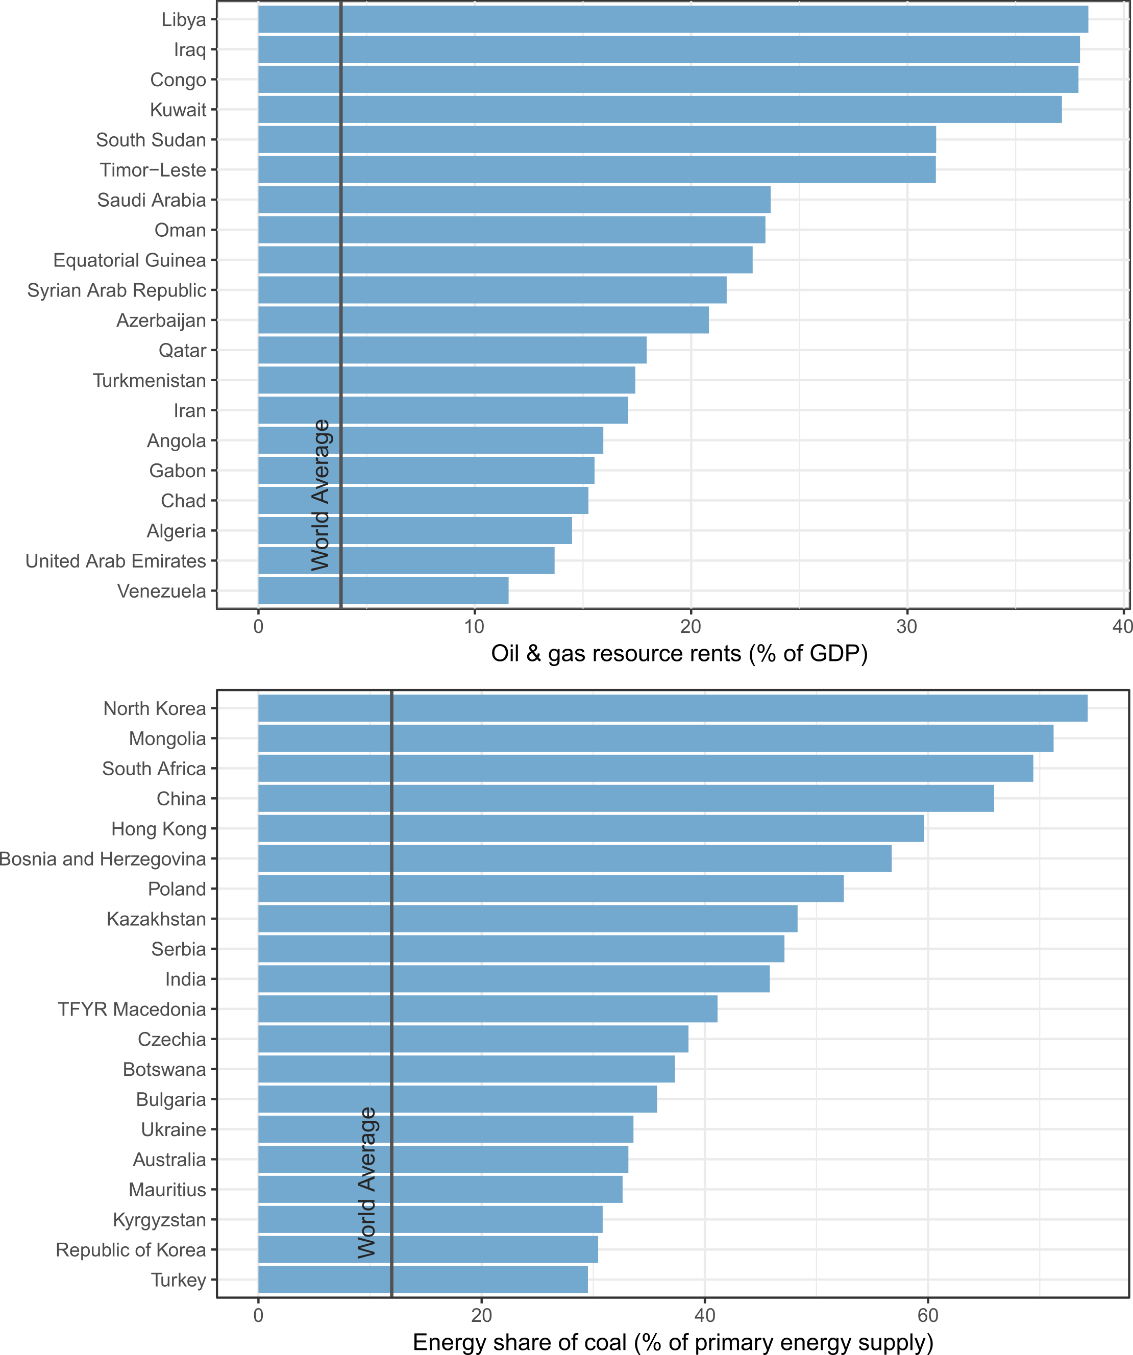 Libya
Iraq
Congo
Kuwait
South Sudan
Timor−Leste
Saudi Arabia
Oman
Equatorial Guinea
Syrian Arab Republic
Azerbaijan
Qatar
Turkmenistan
Iran
Angola
Gabon
Chad
Algeria
United Arab Emirates
Venezuela
World Average
0 10 20 30 40
Oil & gas resource rents (% of GDP)
North Korea
Mongolia
South Africa
China
Hong Kong
Bosnia and Herzegovina
Poland
Kazakhstan
Serbia
India
TFYR Macedonia
Czechia
Botswana
Bulgaria
Ukraine
Australia
Mauritius
Kyrgyzstan
Republic of Korea
Turkey
World Average
0 20 40 60
Energy share of coal (% of primary energy supply)